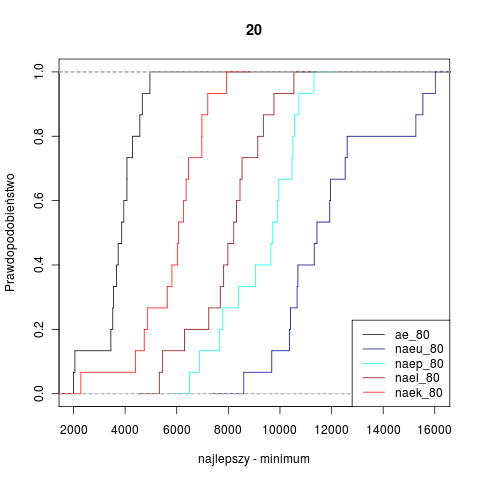 20
Prawdopodobieństwo
1.0
0.8
0.6
0.4
0.2
0.0
ae_80
naeu_80
naep_80
nael_80
naek_80
2000 4000 6000 8000 10000 12000 14000 16000
najlepszy - minimum